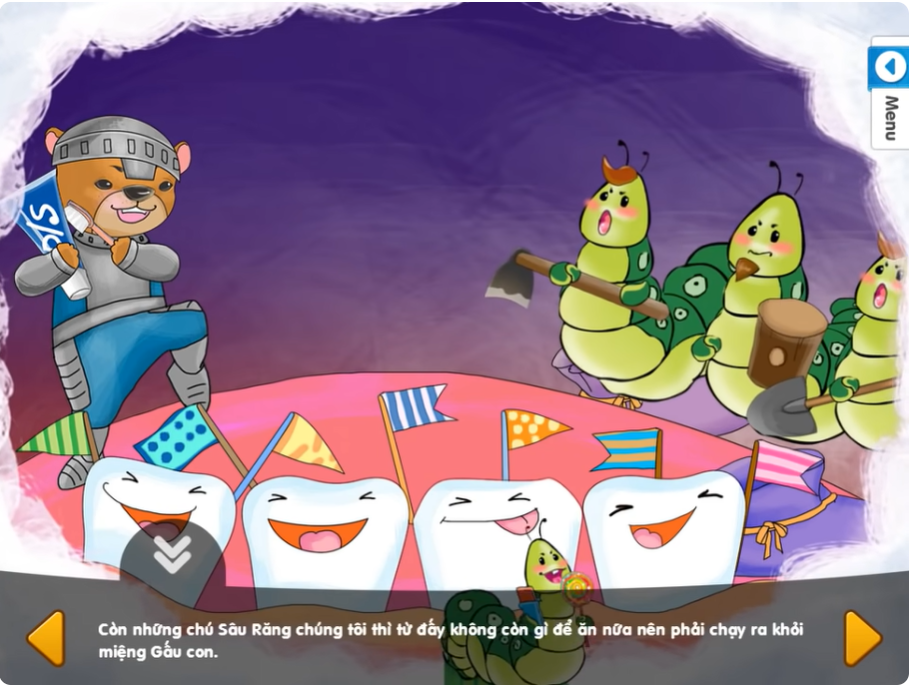 P/S
Menu
Còn những chú Sâu Răng chúng tôi thì từ đấy không còn gì để ăn nữa nên phải chạy ra khỏi
miệng Gấu con.